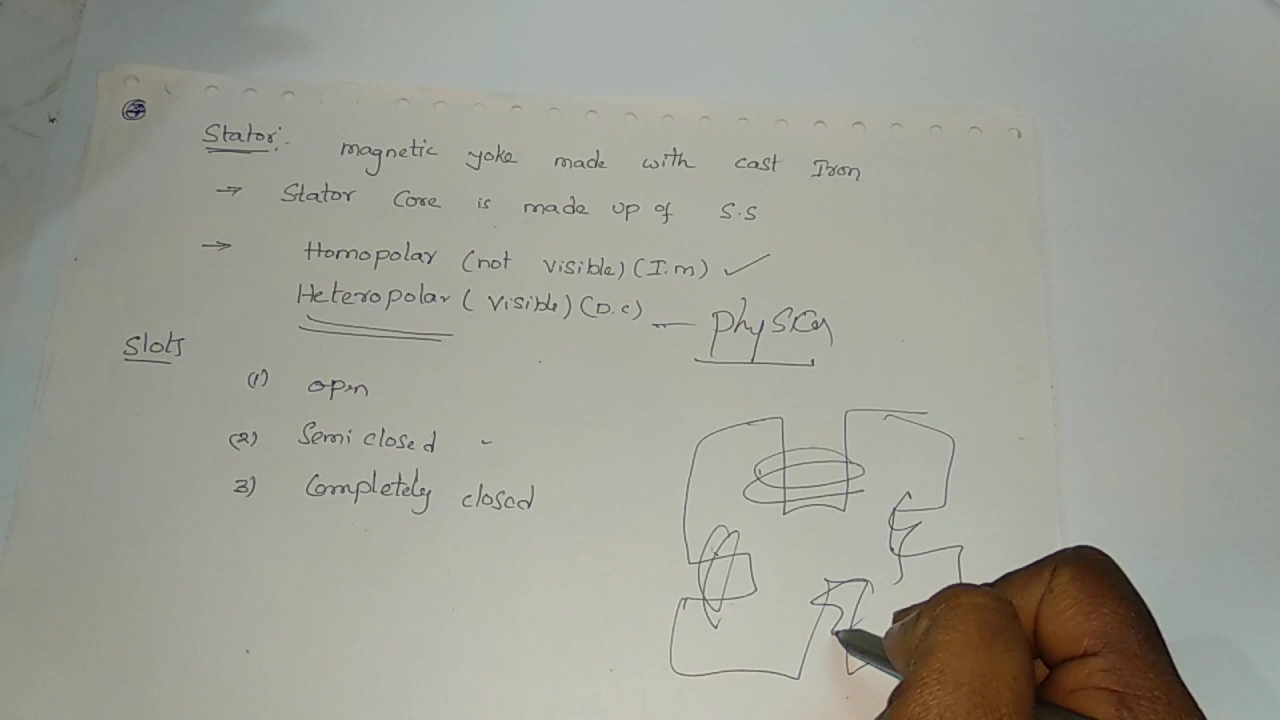 Stator:- magnetic yoke made with cast Iron
→ Stator Core is made up of S.S
→ Homopolar (not visible) (I.m) ✓
Heteropolar ( visible) (D.c) —
Slots
(1) open
(2) Semi closed -
3) Completely closed